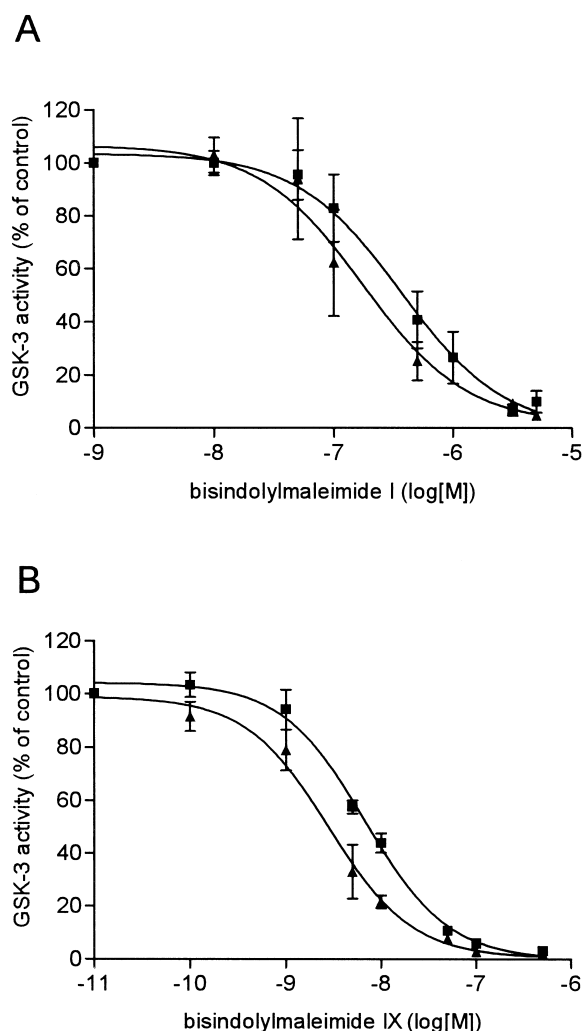 A
GSK-3 activity (% of control)
120
100
80
60
40
20
0
-9 -8 -7 -6 -5
bisindolylmaleimide I (log[M])
B
GSK-3 activity (% of control)
120
100
80
60
40
20
0
-11 -10 -9 -8 -7 -6
bisindolylmaleimide IX (log[M])